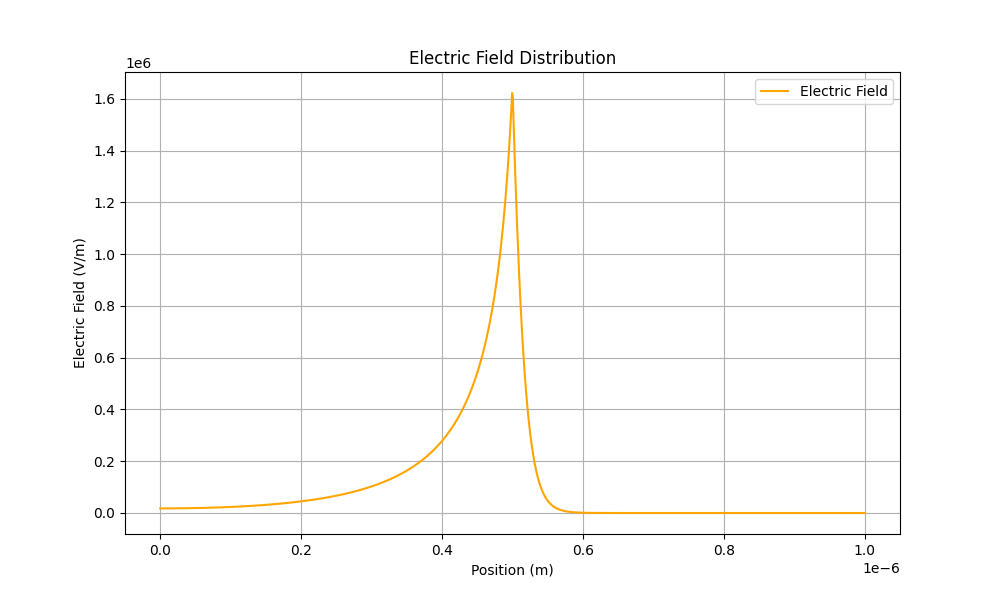 Electric Field Distribution
1e6
Electric Field
1.6
1.4
1.2
1.0
0.8
0.6
0.4
0.2
0.0
Electric Field (V/m)
0.0 0.2 0.4 0.6 0.8 1.0
Position (m)
1e−6